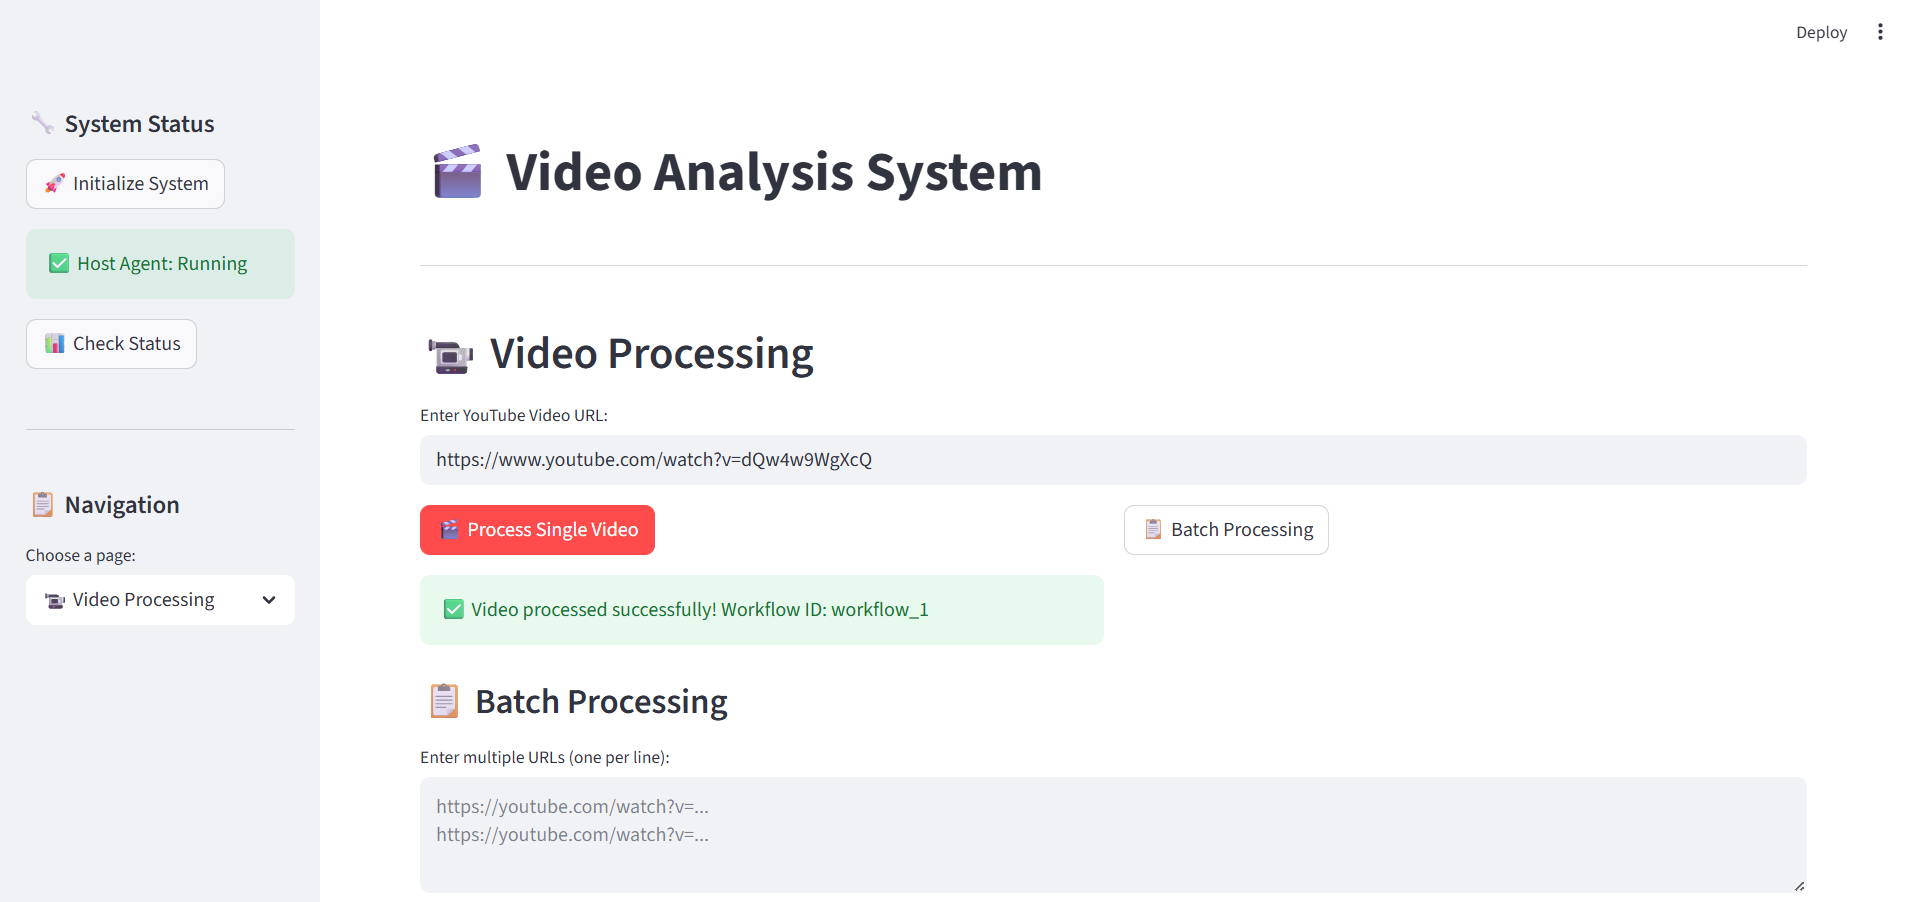 Deploy
System Status
Initialize System
Host Agent: Running
Check Status
Navigation
Choose a page:
Video Processing
Video Analysis System
Video Processing
Enter YouTube Video URL:
https://www.youtube.com/watch?v=dQw4w9WgXcQ
Process Single Video
Batch Processing
Video processed successfully! Workflow ID: workflow_1
Batch Processing
Enter multiple URLs (one per line):
https://youtube.com/watch?v=...
https://youtube.com/watch?v=...